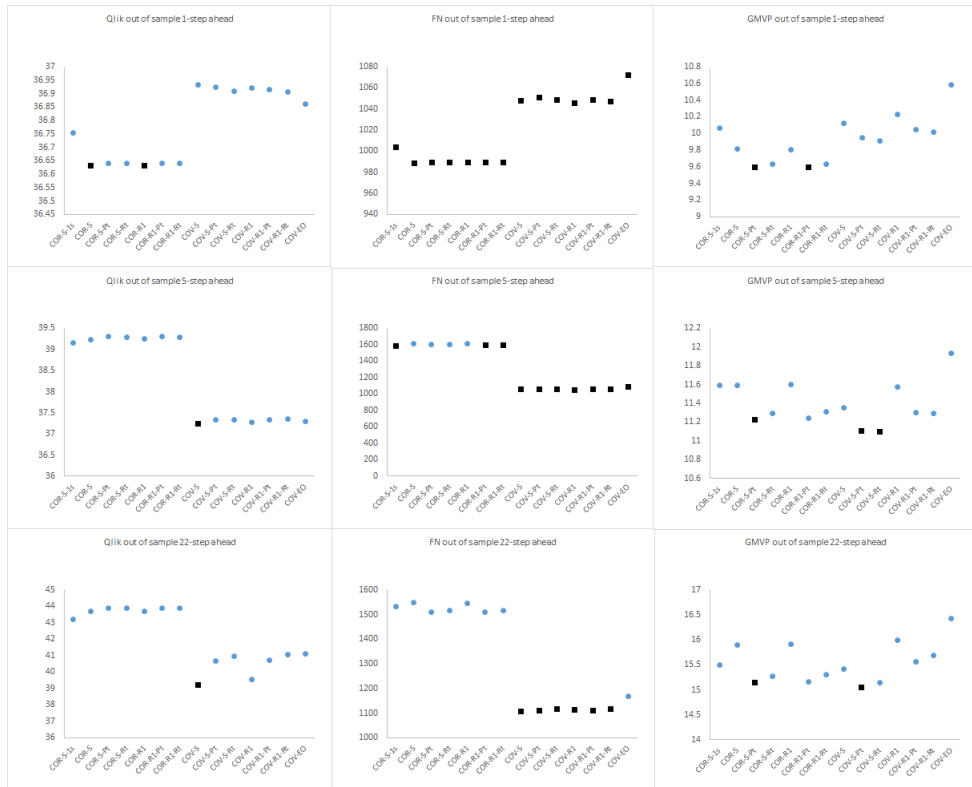 Qlik out of sample 1-step ahead
37
36.95
36.9
36.85
36.8
36.75
36.7
36.65
36.6
36.55
36.5
36.45
COR-S-1s
COR-S
COR-S-Pt
COR-S-Rt
COR-R1
COR-R1-Pt
COR-R1-Rt
COV-S
COV-S-Pt
COV-S-Rt
COV-R1
COV-R1-Pt
COV-R1-Rt
COV-EO
FN out of sample 1-step ahead
1080
1060
1040
1020
1000
980
960
940
COR-S-1s
COR-S
COR-S-Pt
COR-S-Rt
COR-R1
COR-R1-Pt
COR-R1-Rt
COV-S
COV-S-Pt
COV-S-Rt
COV-R1
COV-R1-Pt
COV-R1-Rt
COV-EO
GMVP out of sample 1-step ahead
10.8
10.6
10.4
10.2
10
9.8
9.6
9.4
9.2
9
COR-S-1s
COR-S
COR-S-Pt
COR-S-Rt
COR-R1
COR-R1-Pt
COR-R1-Rt
COV-S
COV-S-Pt
COV-S-Rt
COV-R1
COV-R1-Pt
COV-R1-Rt
COV-EO
Qlik out of sample 5-step ahead
39.5
39
38.5
38
37.5
37
36.5
36
COR-S-1s
COR-S
COR-S-Pt
COR-S-Rt
COR-R1
COR-R1-Pt
COR-R1-Rt
COV-S
COV-S-Pt
COV-S-Rt
COV-R1
COV-R1-Pt
COV-R1-Rt
COV-EO
FN out of sample 5-step ahead
1800
1600
1400
1200
1000
800
600
400
200
0
COR-S-1s
COR-S
COR-S-Pt
COR-S-Rt
COR-R1
COR-R1-Pt
COR-R1-Rt
COV-S
COV-S-Pt
COV-S-Rt
COV-R1
COV-R1-Pt
COV-R1-Rt
COV-EO
GMVP out of sample 5-step ahead
12.2
12
11.8
11.6
11.4
11.2
11
10.8
10.6
COR-S-1s
COR-S
COR-S-Pt
COR-S-Rt
COR-R1
COR-R1-Pt
COR-R1-Rt
COV-S
COV-S-Pt
COV-S-Rt
COV-R1
COV-R1-Pt
COV-R1-Rt
COV-EO
Qlik out of sample 22-step ahead
45
44
43
42
41
40
39
38
37
36
COR-S-1s
COR-S
COR-S-Pt
COR-S-Rt
COR-R1
COR-R1-Pt
COR-R1-Rt
COV-S
COV-S-Pt
COV-S-Rt
COV-R1
COV-R1-Pt
COV-R1-Rt
COV-EO
FN out of sample 22-step ahead
1600
1500
1400
1300
1200
1100
1000
COR-S-1s
COR-S
COR-S-Pt
COR-S-Rt
COR-R1
COR-R1-Pt
COR-R1-Rt
COV-S
COV-S-Pt
COV-S-Rt
COV-R1
COV-R1-Pt
COV-R1-Rt
COV-EO
GMVP out of sample 22-step ahead
17
16.5
16
15.5
15
14.5
14
COR-S-1s
COR-S
COR-S-Pt
COR-S-Rt
COR-R1
COR-R1-Pt
COR-R1-Rt
COV-S
COV-S-Pt
COV-S-Rt
COV-R1
COV-R1-Pt
COV-R1-Rt
COV-EO